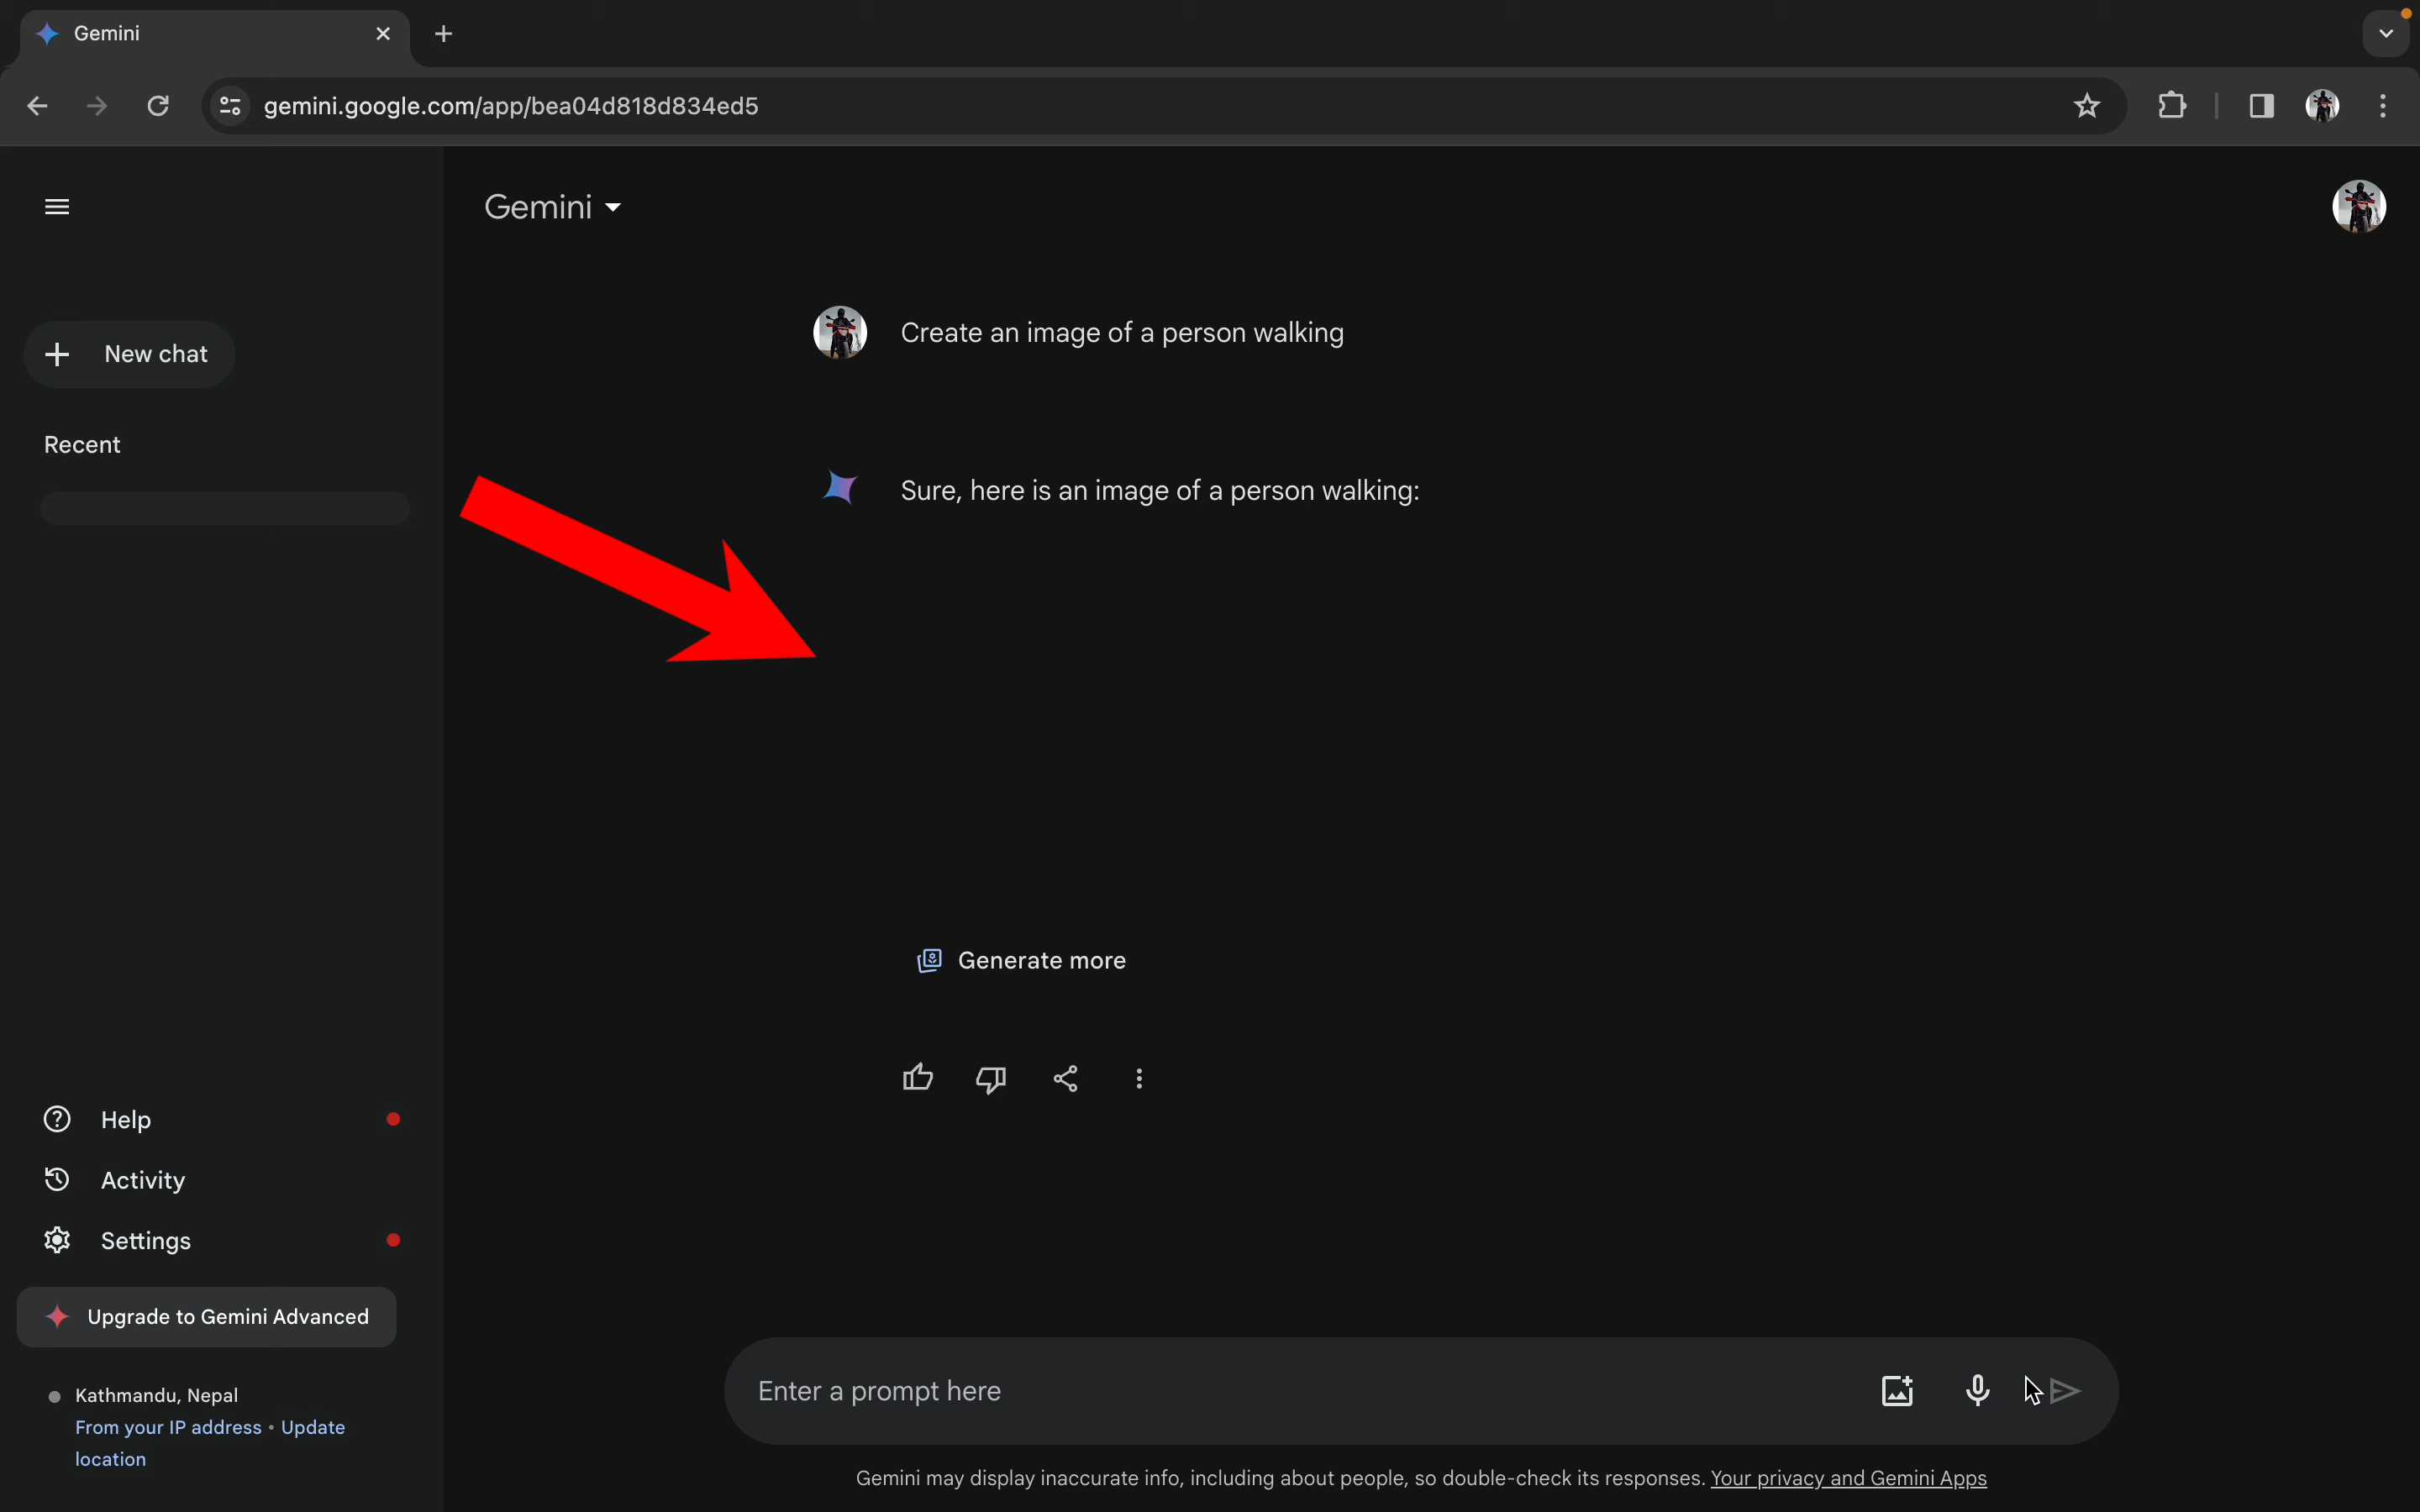 Gemini
gemini.google.com/app/bea04d818d834ed5
Gemini
New chat
Recent
Create an image of a person walking
Sure, here is an image of a person walking:
Generate more
Help
Activity
Settings
Upgrade to Gemini Advanced
Kathmandu, Nepal
From your IP address • Update
location
Enter a prompt here
Gemini may display inaccurate info, including about people, so double-check its responses. Your privacy and Gemini Apps